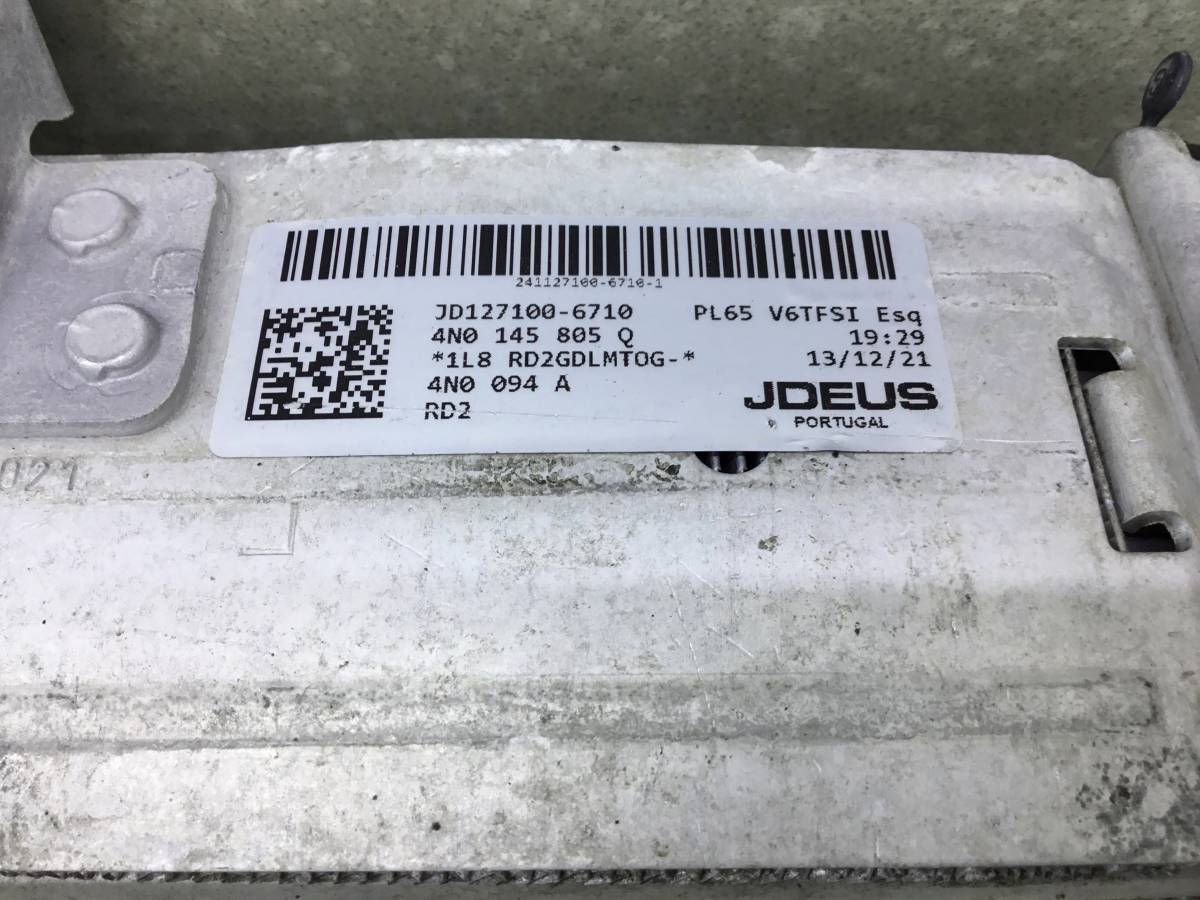 241127100-6710-1
JD127100-6710 PL65 V6TFSI Esq
4N0 145 805 Q 19:29
*1L8 RD2GDLMTOG-* 13/12/21
4N0 094 A
RD2
JDEUS
PORTUGAL
021